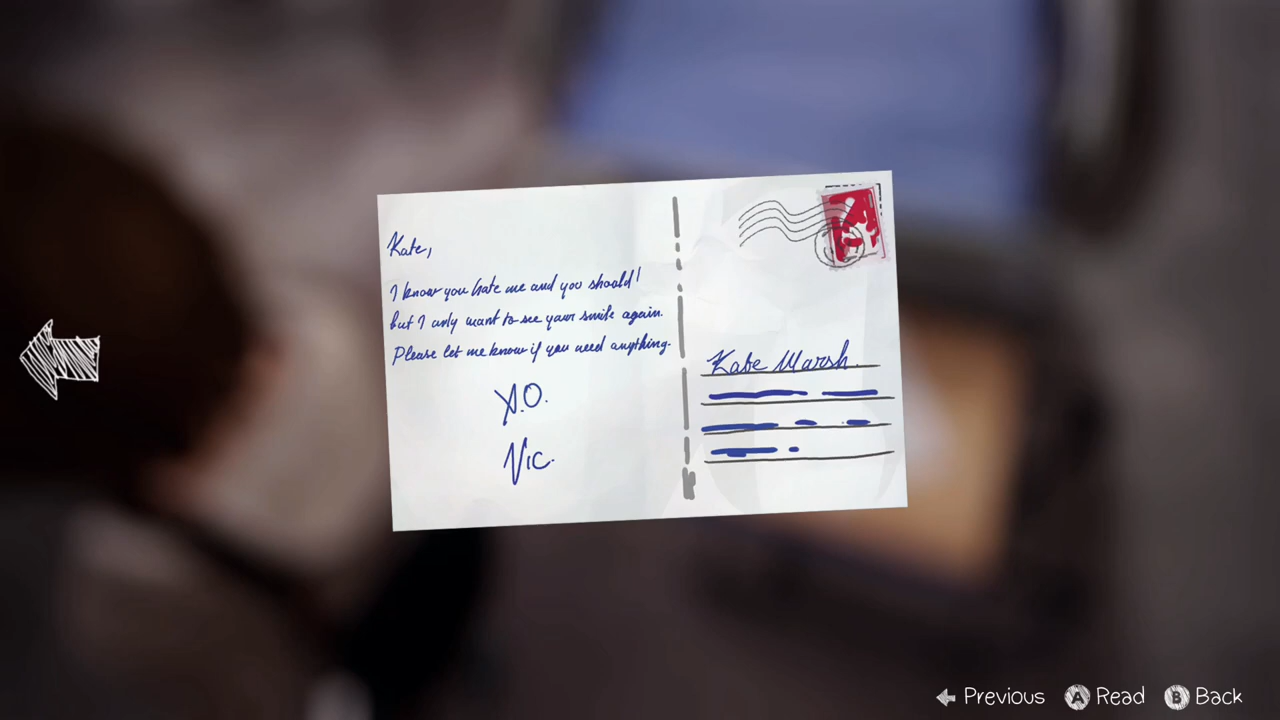 Kate,
I know you hate me and you should!
but I only want to see your smile again.
Please let me know if you need anything.
X.O.
Vic.
Kate Marsh
Previous
A Read
B Back